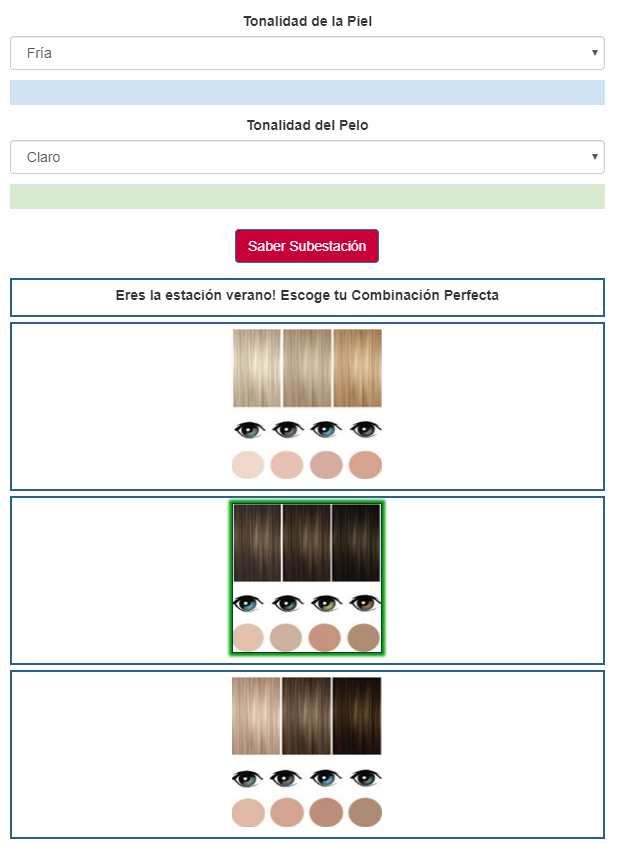 Tonalidad de la Piel
Fría
Tonalidad del Pelo
Claro
Saber Subestación
Eres la estación verano! Escoge tu Combinación Perfecta